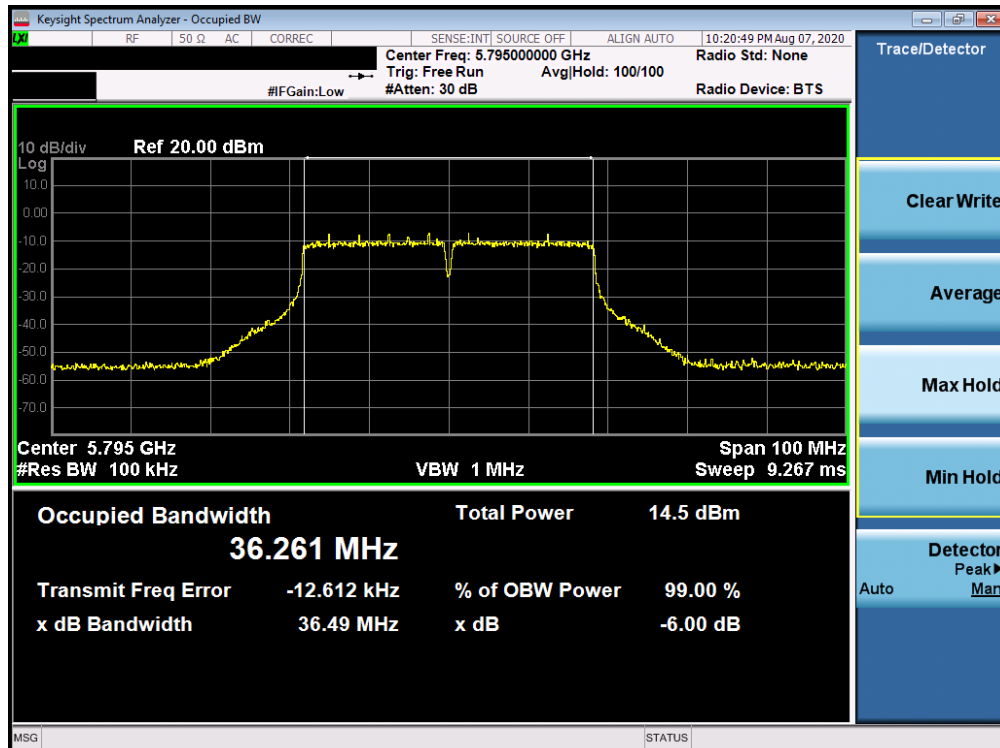 Keysight Spectrum Analyzer - Occupied BW
LXI RF 50 Ω AC CORREC SENSE:INT SOURCE OFF ALIGN AUTO 10:20:49 PM Aug 07, 2020
Center Freq: 5.795000000 GHz Radio Std: None
Trig: Free Run Avg|Hold: 100/100
#IFGain:Low #Atten: 30 dB Radio Device: BTS
10 dB/div Ref 20.00 dBm
Log
10.0
0.00
-10.0
-20.0
-30.0
-40.0
-50.0
-60.0
-70.0
Center 5.795 GHz Span 100 MHz
#Res BW 100 kHz VBW 1 MHz Sweep 9.267 ms
Occupied Bandwidth Total Power 14.5 dBm
36.261 MHz
Transmit Freq Error -12.612 kHz % of OBW Power 99.00 %
x dB Bandwidth 36.49 MHz x dB -6.00 dB
MSG STATUS
Trace/Detector
Clear Write
Average
Max Hold
Min Hold
Detector
Peak▶
Auto Man